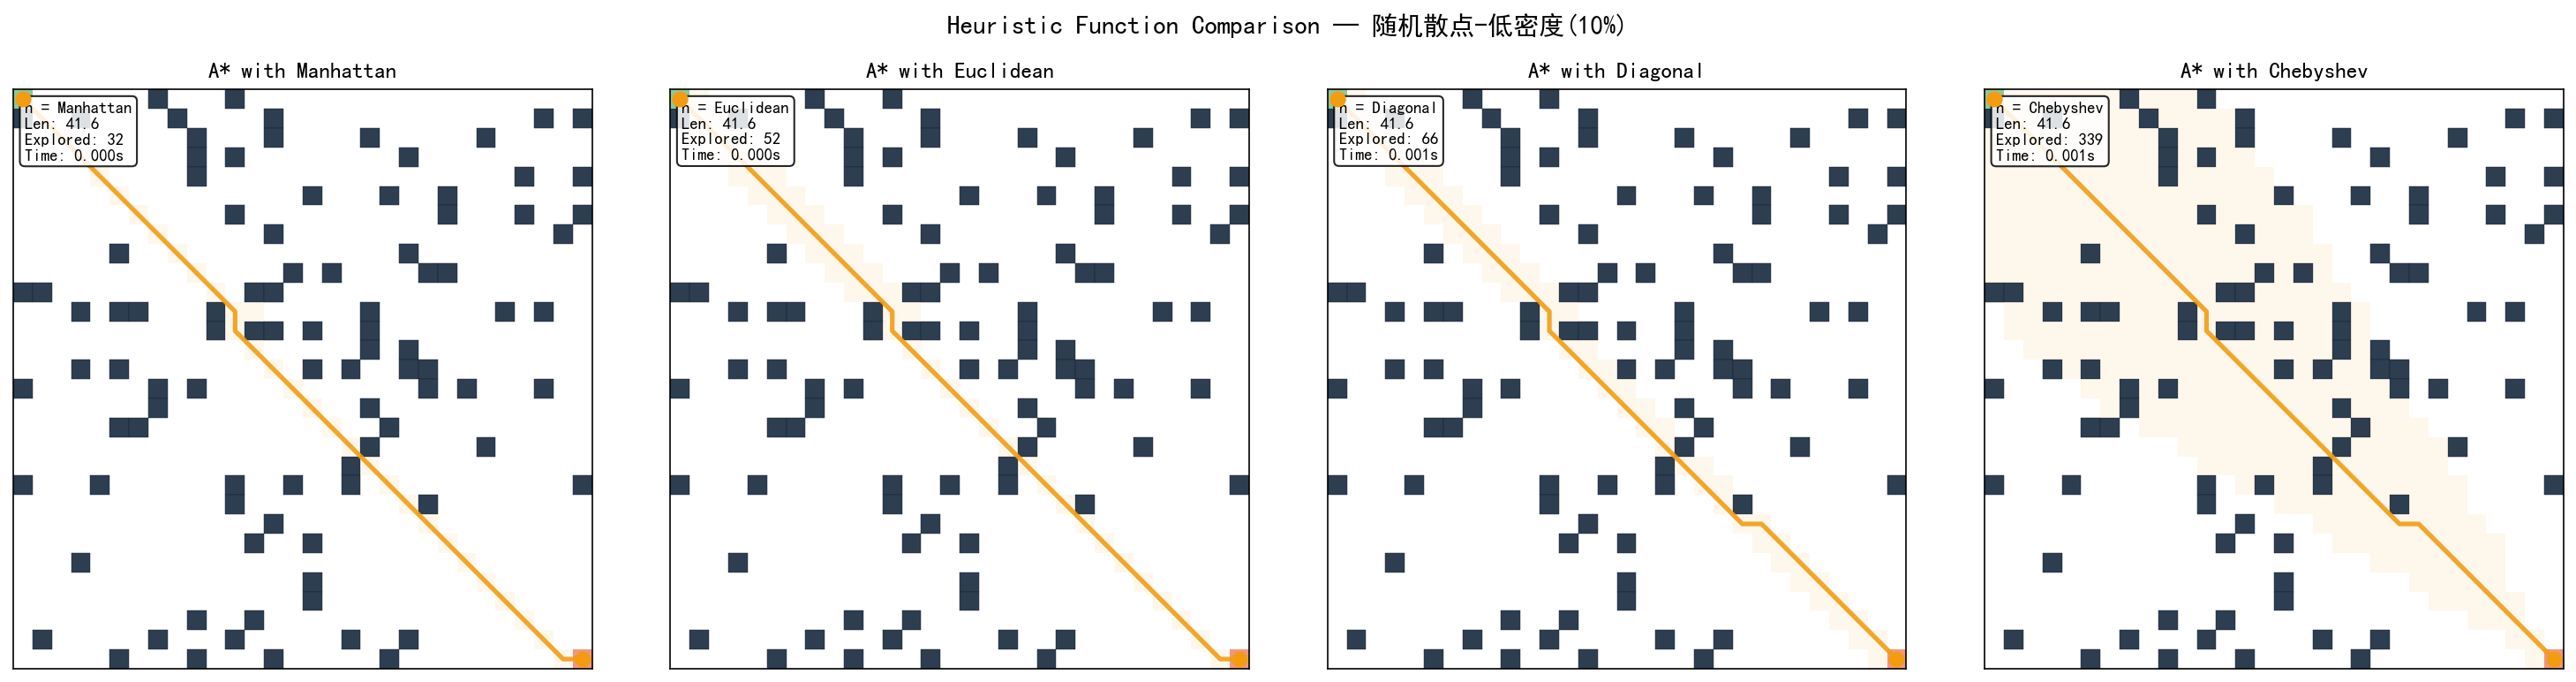 Heuristic Function Comparison — 随机散点-低密度(10%)
A* with Manhattan
h = Manhattan
Len: 41.6
Explored: 32
Time: 0.000s
A* with Euclidean
h = Euclidean
Len: 41.6
Explored: 52
Time: 0.000s
A* with Diagonal
h = Diagonal
Len: 41.6
Explored: 66
Time: 0.001s
A* with Chebyshev
h = Chebyshev
Len: 41.6
Explored: 339
Time: 0.001s